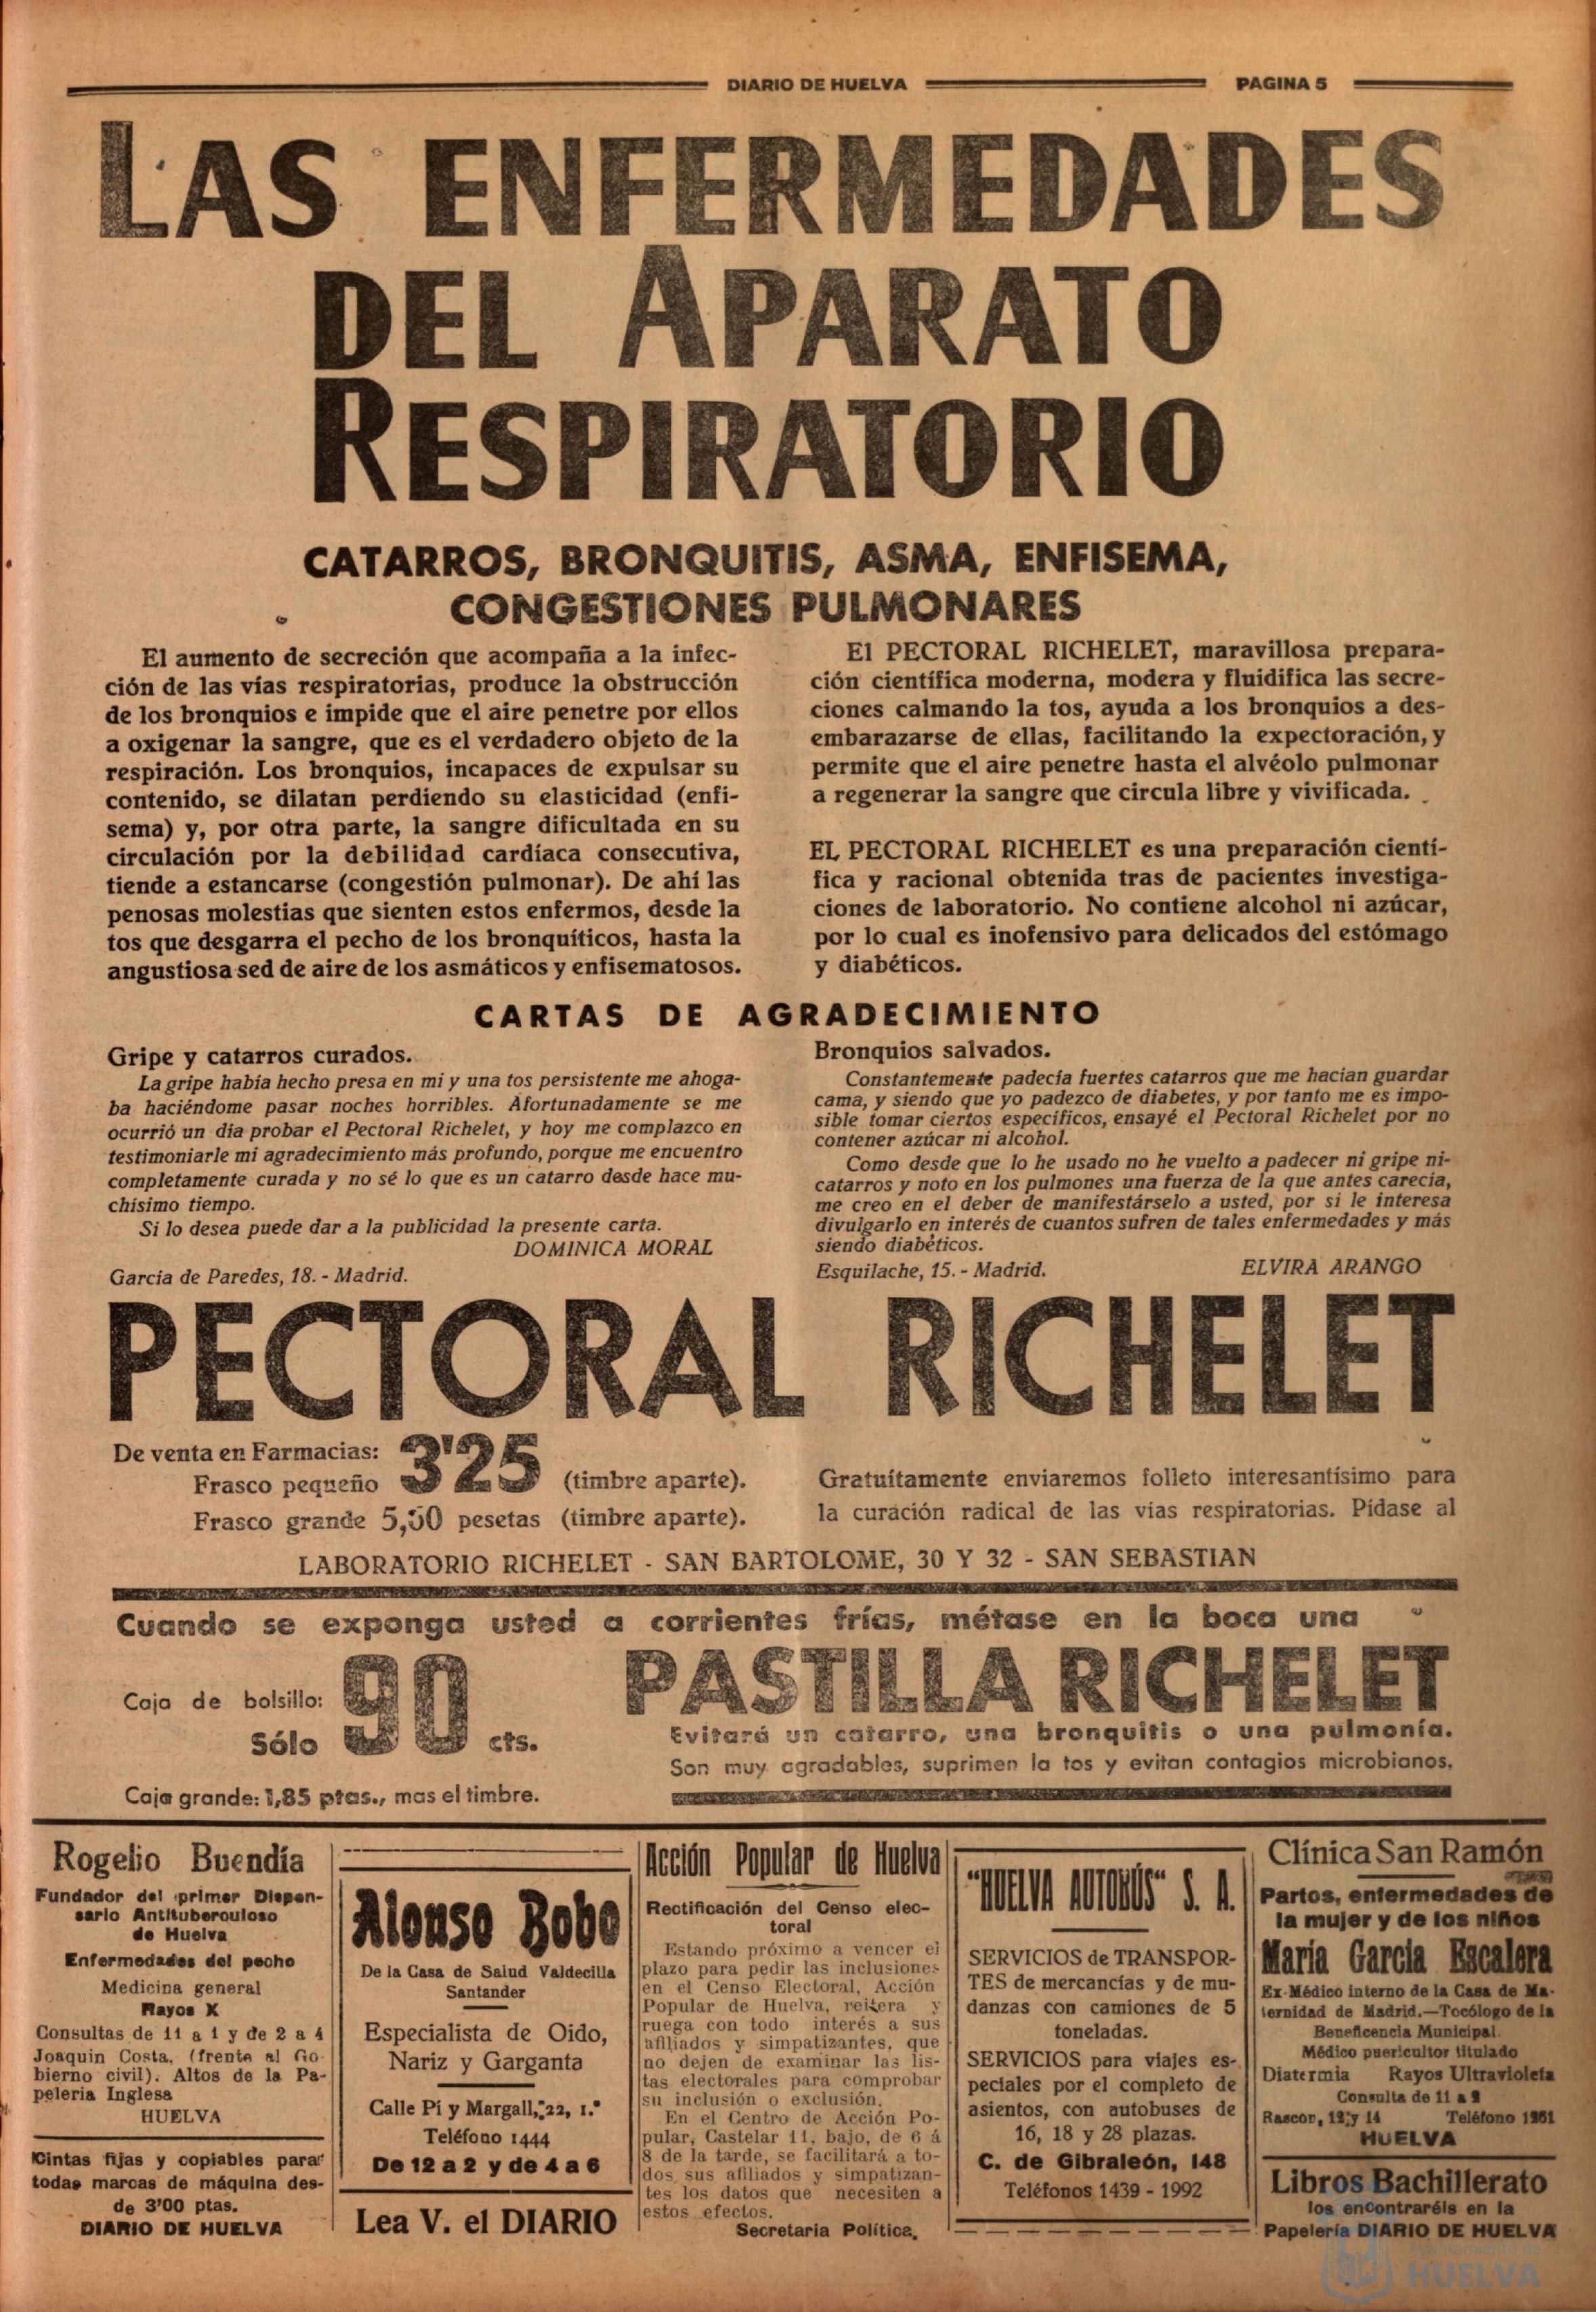 DIARIO DE HUELVA
PAGINA 5
LAS ENFERMEDADES
DEL APARATO
RESPIRATORIO
CATARROS, BRONQUITIS, ASMA, ENFISEMA,
CONGESTIONES PULMONARES
El aumento de secreción que acompaña a la infec-
ción de las vías respiratorias, produce la obstrucción
de los bronquios e impide que el aire penetre por ellos
a oxigenar la sangre, que es el verdadero objeto de la
respiración. Los bronquios, incapaces de expulsar su
contenido, se dilatan perdiendo su elasticidad (enfi-
sema) y, por otra parte, la sangre dificultada en su
circulación por la debilidad cardíaca consecutiva,
tiende a estancarse (congestión pulmonar). De ahí las
penosas molestias que sienten estos enfermos, desde la
tos que desgarra el pecho de los bronquíticos, hasta la
angustiosa sed de aire de los asmáticos y enfisematosos.
El PECTORAL RICHELET, maravillosa prepara-
ción científica moderna, modera y fluidifica las secre-
ciones calmando la tos, ayuda a los bronquios a des-
embarazarse de ellas, facilitando la expectoración, y
permite que el aire penetre hasta el alvéolo pulmonar
a regenerar la sangre que circula libre y vivificada.
EL PECTORAL RICHELET es una preparación cientí-
fica y racional obtenida tras de pacientes investiga-
ciones de laboratorio. No contiene alcohol ni azúcar,
por lo cual es inofensivo para delicados del estómago
y diabéticos.
CARTAS DE AGRADECIMIENTO
Gripe y catarros curados.
La gripe había hecho presa en mi y una tos persistente me ahoga-
ba haciéndome pasar noches horribles. Afortunadamente se me
ocurrió un dia probar el Pectoral Richelet, y hoy me complazco en
testimoniarle mi agradecimiento más profundo, porque me encuentro
completamente curada y no sé lo que es un catarro desde hace mu-
chísimo tiempo.
Si lo desea puede dar a la publicidad la presente carta.
DOMINICA MORAL
García de Paredes, 18. - Madrid.
Bronquios salvados.
Constantemente padecía fuertes catarros que me hacian guardar
cama, y siendo que yo padezco de diabetes, y por tanto me es impo-
sible tomar ciertos específicos, ensayé el Pectoral Richelet por no
contener azúcar ni alcohol.
Como desde que lo he usado no he vuelto a padecer ni gripe ni-
catarros y noto en los pulmones una fuerza de la que antes carecía,
me creo en el deber de manifestárselo a usted, por si le interesa
divulgarlo en interés de cuantos sufren de tales enfermedades y más
siendo diabéticos.
ELVIRA ARANGO
Esquilache, 15. - Madrid.
PECTORAL RICHELET
De venta en Farmacias:
Frasco pequeño 3'25 (timbre aparte).
Frasco grande 5,50 pesetas (timbre aparte).
Gratuítamente enviaremos folleto interesantísimo para
la curación radical de las vías respiratorias. Pídase al
LABORATORIO RICHELET - SAN BARTOLOME, 30 Y 32 - SAN SEBASTIAN
Cuando se exponga usted a corrientes frías, métase en la boca una
PASTILLA RICHELET
Caja de bolsillo:
Sólo 90 cts.
Caja grande: 1,85 ptas., mas el timbre.
Evitará un catarro, una bronquitis o una pulmonía.
Son muy agradables, suprimen la tos y evitan contagios microbianos.
Rogelio Buendía
Fundador del primer Dispen-
sario Antituberculoso
de Huelva
Enfermedades del pecho
Medicina general
Rayos X
Consultas de 11 a 1 y de 2 a 4
Joaquin Costa, (frente al Go-
bierno civil). Altos de la Pa-
pelería Inglesa
HUELVA
Cintas fijas y copiables para
todas marcas de máquina des-
de 3'00 ptas.
DIARIO DE HUELVA
Alonso Bobo
De la Casa de Salud Valdecilla
Santander
Especialista de Oido,
Nariz y Garganta
Calle Pí y Margall, 22, 1.º
Teléfono 1444
De 12 a 2 y de 4 a 6
Lea V. el DIARIO
Acción Popular de Huelva
Rectificación del Censo elec-
toral
Estando próximo a vencer el
plazo para pedir las inclusiones
en el Censo Electoral, Acción
Popular de Huelva, reitera y
ruega con todo interés a sus
afiliados y simpatizantes, que
no dejen de examinar las lis-
tas electorales para comprobar
su inclusión o exclusión.
En el Centro de Acción Po-
pular, Castelar 11, bajo, de 6 á
8 de la tarde, se facilitará a to-
dos sus afiliados y simpatizan-
tes los datos que necesiten a
estos efectos.
Secretaria Política.
"HUELVA AUTOBÚS" S. A.
SERVICIOS de TRANSPOR-
TES de mercancías y de mu-
danzas con camiones de 5
toneladas.
SERVICIOS para viajes es-
peciales por el completo de
asientos, con autobuses de
16, 18 y 28 plazas.
C. de Gibraleón, 148
Teléfonos 1439 - 1992
Clínica San Ramón
Partos, enfermedades de
la mujer y de los niños
María García Escalera
Ex-Médico interno de la Casa de Ma-
ternidad de Madrid.—Tocólogo de la
Beneficencia Municipal.
Médico puericultor titulado
Diatermia Rayos Ultravioleta
Consulta de 11 a 2
Rascon, 12 y 14 Teléfono 1261
HUELVA
Libros Bachillerato
los encontraréis en la
Papelería DIARIO DE HUELVA
Ayuntamiento de
HUELVA